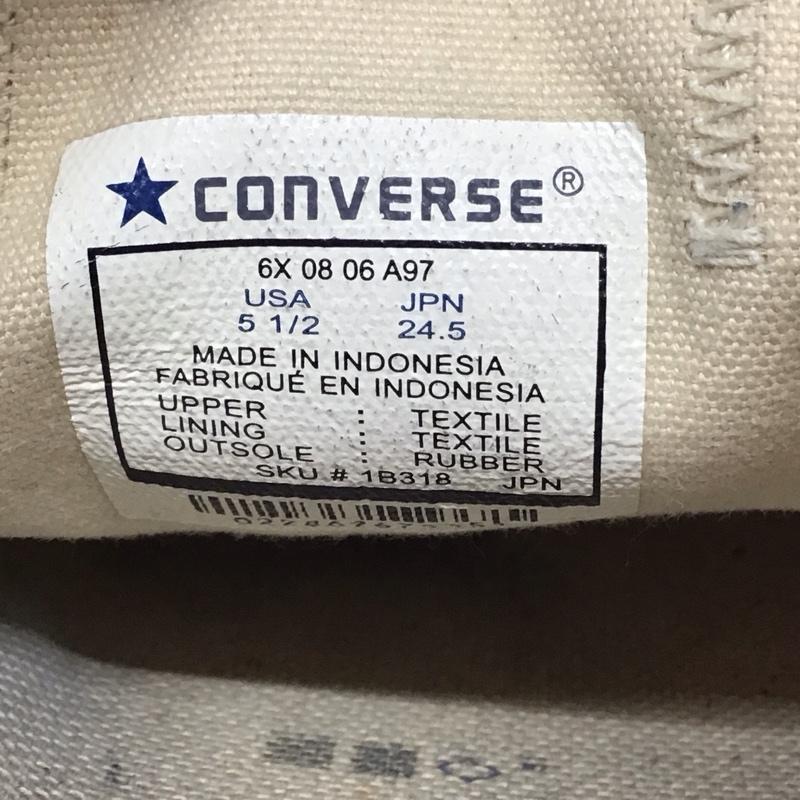 CONVERSE®
6X 08 06 A97
USA JPN
5 1/2 24.5
MADE IN INDONESIA
FABRIQUÉ EN INDONESIA
UPPER : TEXTILE
LINING : TEXTILE
OUTSOLE : RUBBER
SKU # 1B318 JPN